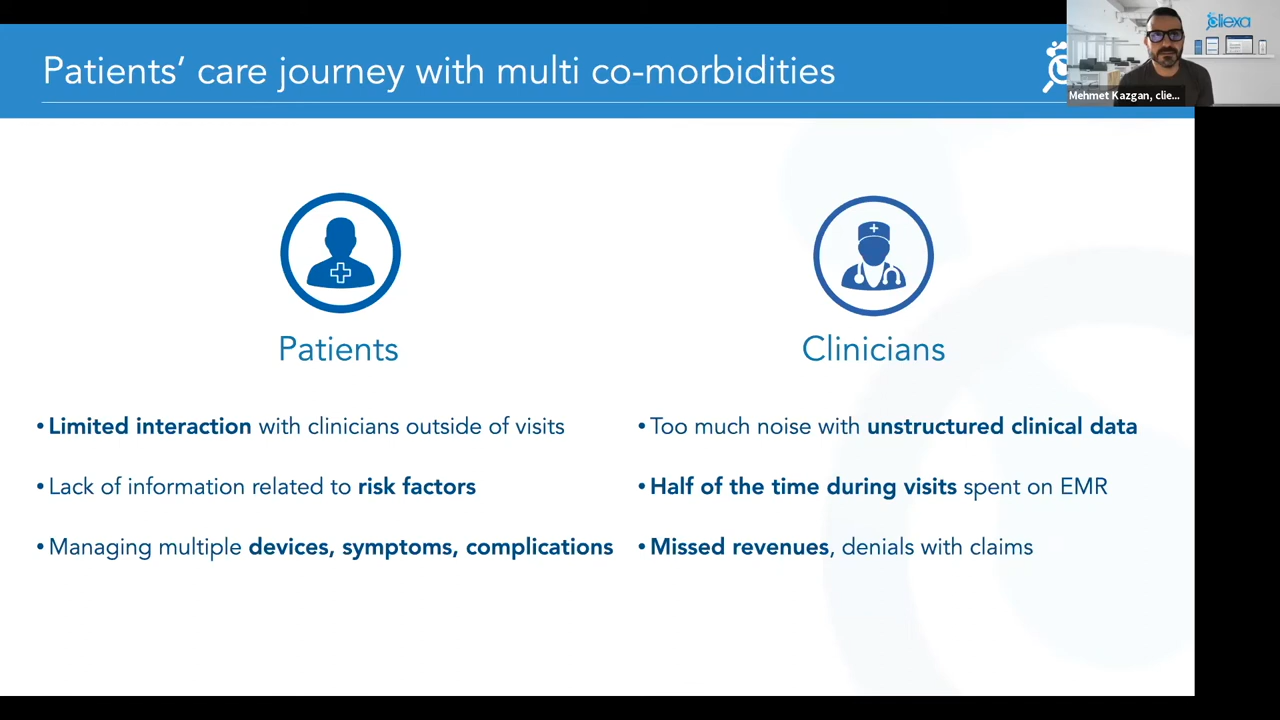 Patients’ care journey with multi co-morbidities
cliexa
Mehmet Kazgan, clie...
Patients
• Limited interaction with clinicians outside of visits
• Lack of information related to risk factors
• Managing multiple devices, symptoms, complications
Clinicians
• Too much noise with unstructured clinical data
• Half of the time during visits spent on EMR
• Missed revenues, denials with claims